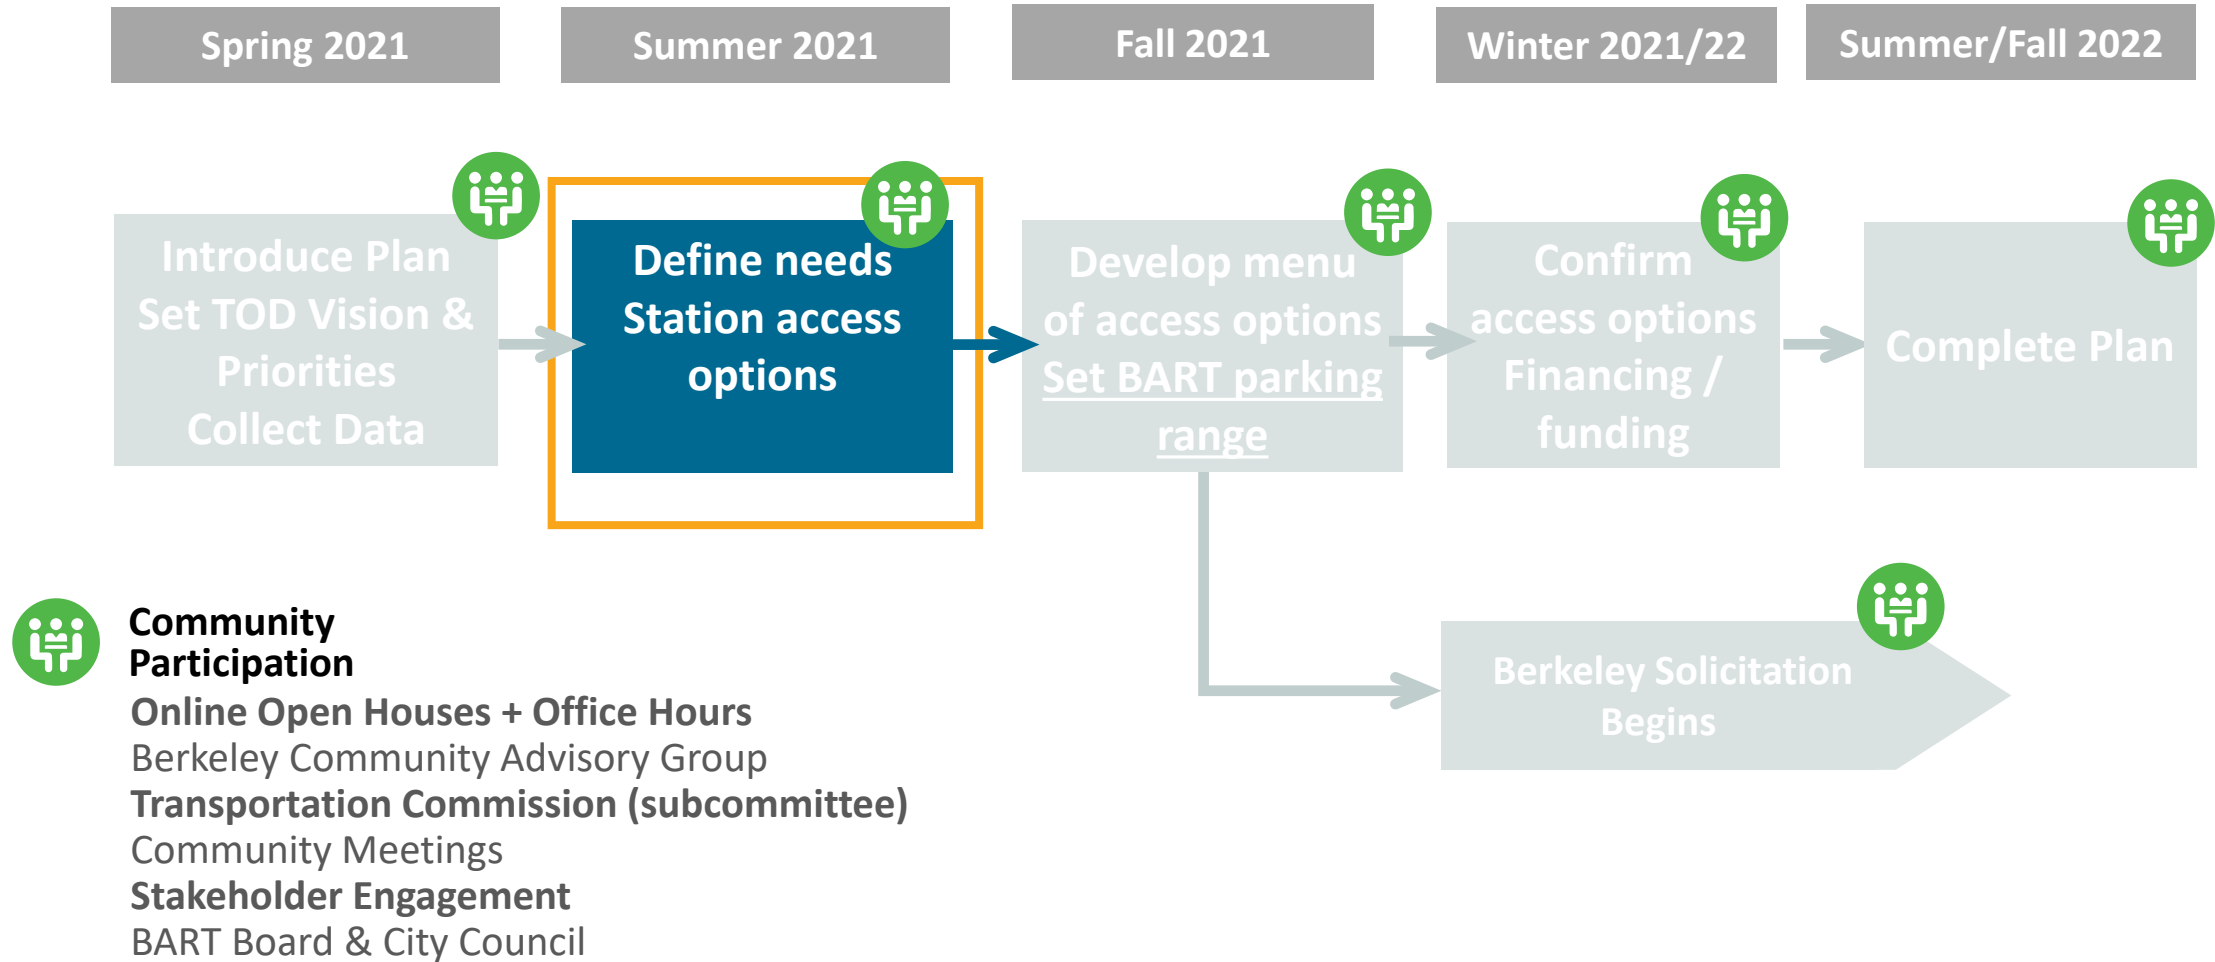 Spring 2021
Summer 2021
Fall 2021
Winter 2021/22
Summer/Fall 2022
Introduce Plan
Set TOD Vision &
Priorities
Collect Data
Define needs
Station access
options
Develop menu
of access options
Set BART parking
range
Confirm
access options
Financing /
funding
Complete Plan
Berkeley Solicitation
Begins
Community
Participation
Online Open Houses + Office Hours
Berkeley Community Advisory Group
Transportation Commission (subcommittee)
Community Meetings
Stakeholder Engagement
BART Board & City Council